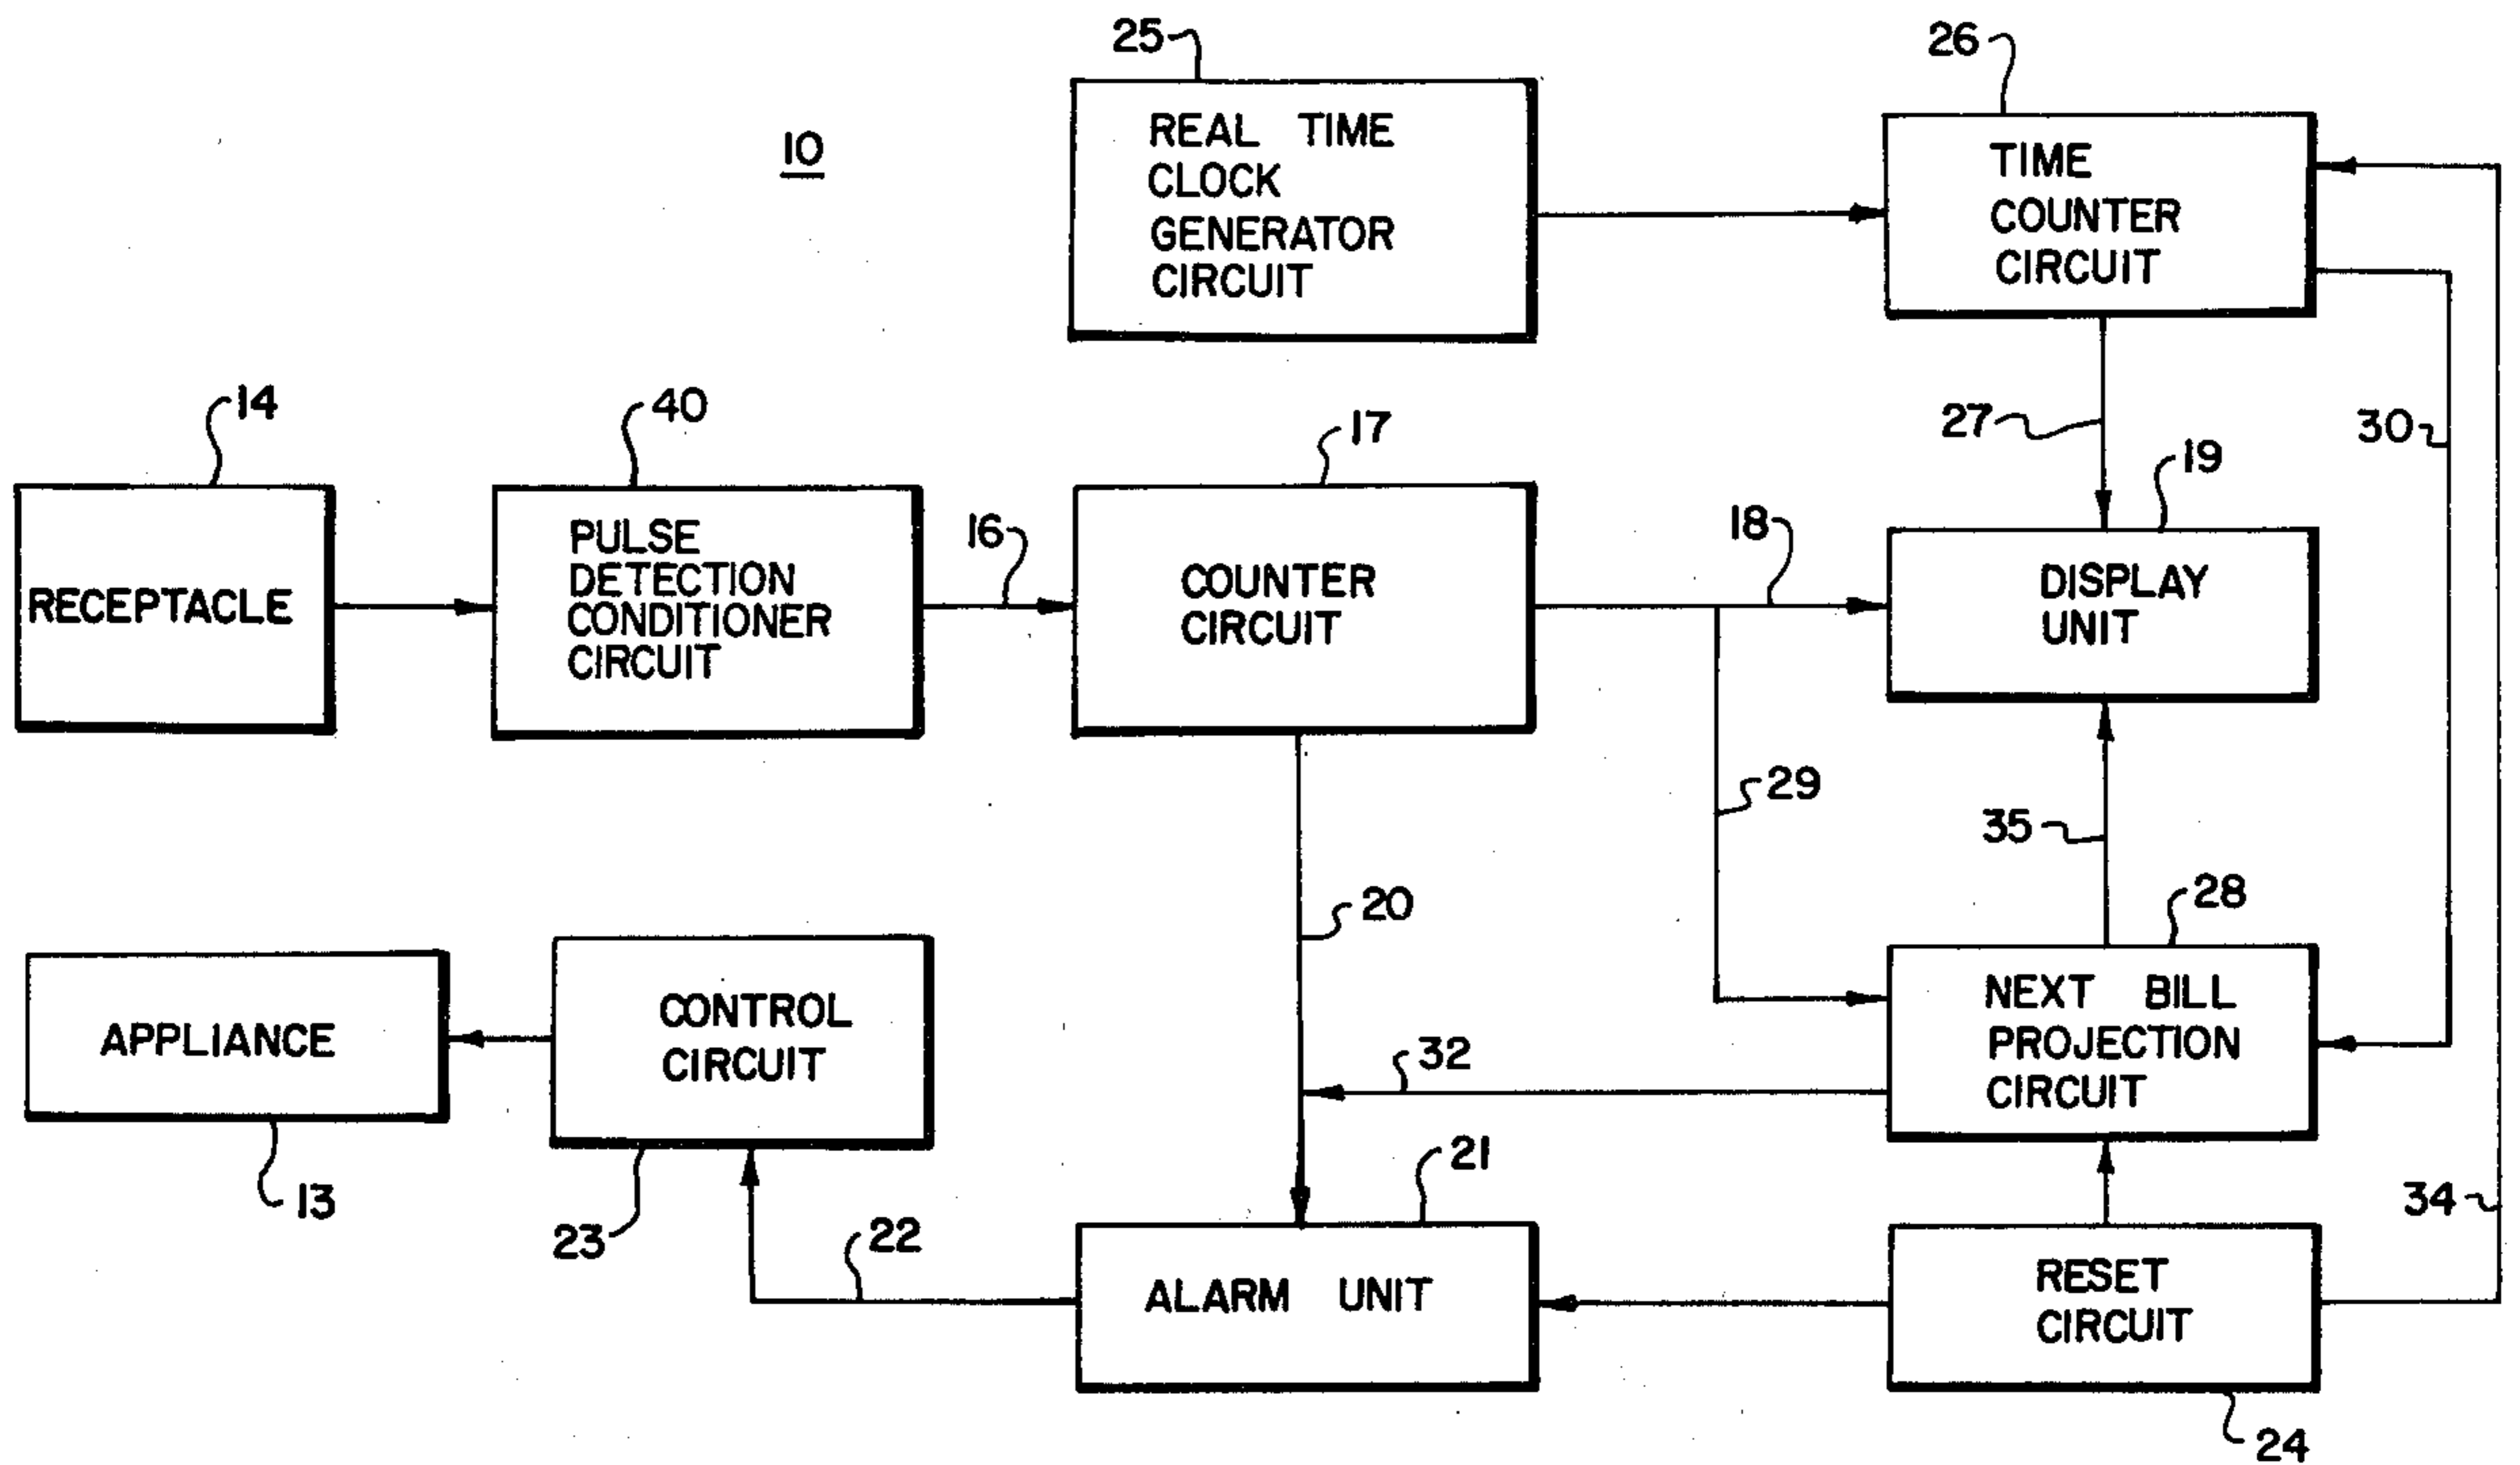 25
26
10
REAL TIME
CLOCK
GENERATOR
CIRCUIT
TIME
COUNTER
CIRCUIT
14
40
17
27
30
19
16
18
RECEPTACLE
PULSE
DETECTION
CONDITIONER
CIRCUIT
COUNTER
CIRCUIT
DISPLAY
UNIT
29
35
20
28
APPLIANCE
CONTROL
CIRCUIT
32
NEXT BILL
PROJECTION
CIRCUIT
13
23
22
21
34
ALARM UNIT
RESET
CIRCUIT
24